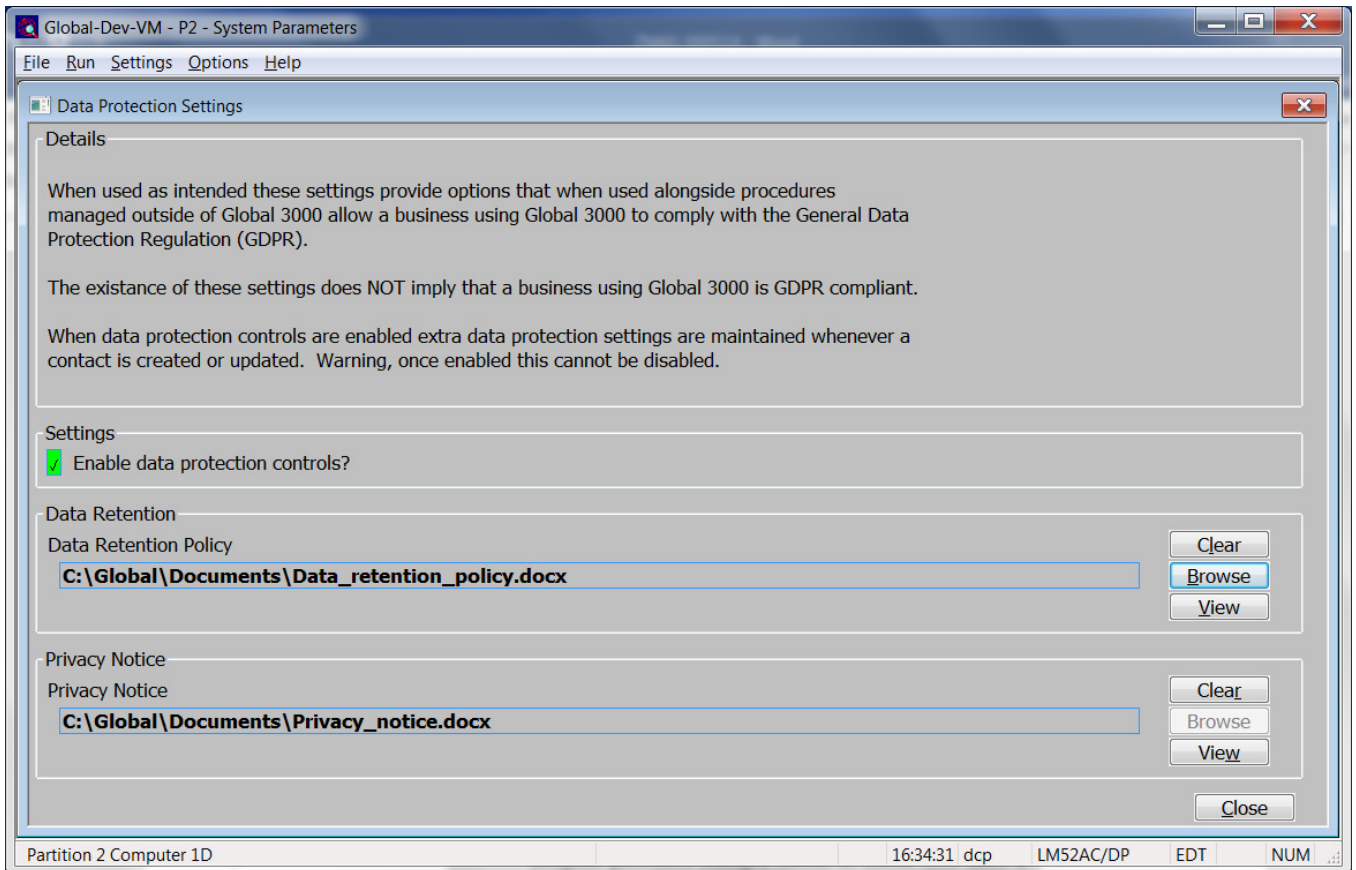 Global-Dev-VM - P2 - System Parameters
File Run Settings Options Help
Data Protection Settings
Details
When used as intended these settings provide options that when used alongside procedures
managed outside of Global 3000 allow a business using Global 3000 to comply with the General Data
Protection Regulation (GDPR).
The existance of these settings does NOT imply that a business using Global 3000 is GDPR compliant.
When data protection controls are enabled extra data protection settings are maintained whenever a
contact is created or updated.  Warning, once enabled this cannot be disabled.
Settings
Enable data protection controls?
Data Retention
Data Retention Policy
Clear
C:\Global\Documents\Data_retention_policy.docx
Browse
View
Privacy Notice
Privacy Notice
Clear
C:\Global\Documents\Privacy_notice.docx
Browse
View
Close
Partition 2 Computer 1D 16:34:31 dcp LM52AC/DP EDT NUM